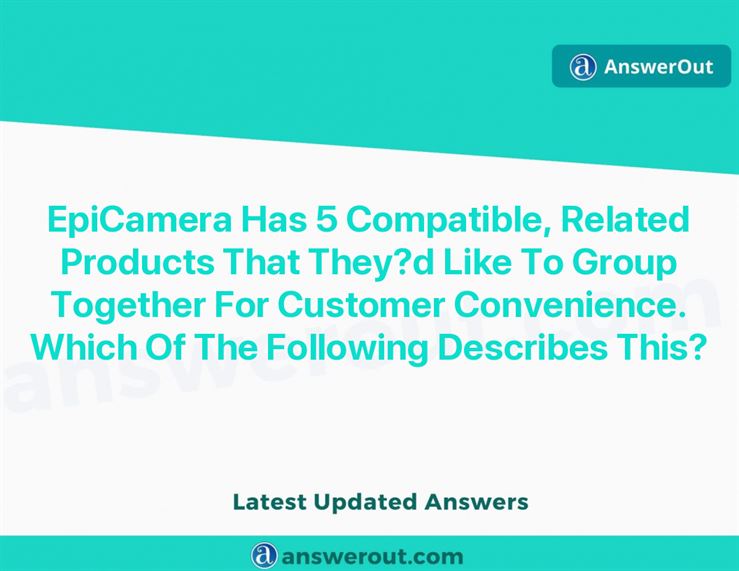 AnswerOut
EpiCamera Has 5 Compatible, Related
Products That They?d Like To Group
Together For Customer Convenience.
Which Of The Following Describes This?
answerout.com
Latest Updated Answers
answerout.com